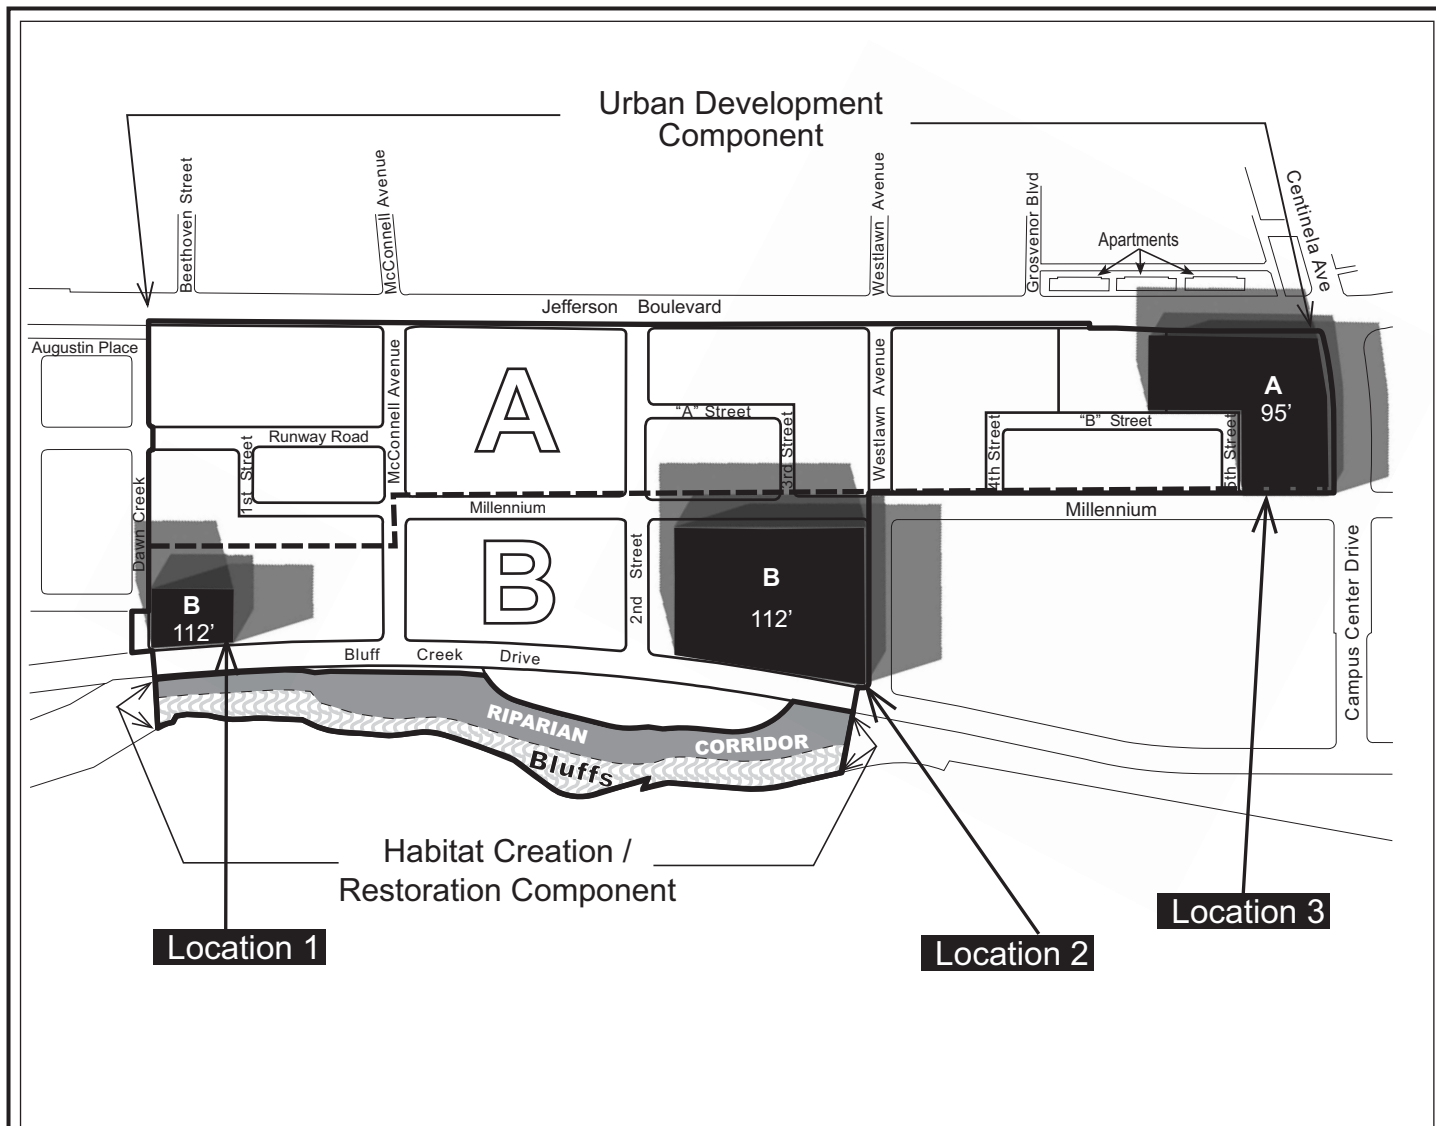 Urban Development
Component
Beethoven Street
McConnell Avenue
Westlawn Avenue
Grosvenor Blvd
Apartments
Centinela Ave
Jefferson Boulevard
Augustin Place
McConnell Avenue
A
"A" Street
3rd Street
Westlawn Avenue
"B" Street
4th Street
5th Street
A
95'
Runway Road
1st Street
Dawn Creek
Millennium
Millennium
B
2nd Street
B
112'
B
112'
Campus Center Drive
Bluff Creek Drive
RIPARIAN
CORRIDOR
Bluffs
Habitat Creation /
Restoration Component
Location 1
Location 2
Location 3